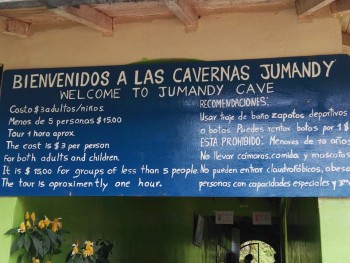 BIENVENIDOS A LAS CAVERNAS JUMANDY
WELCOME TO JUMANDY CAVE
Costo $3 adultos/niños.
Menos de 5 personas $15.00
Tour 1 hora aprox.
The cost is $3 per person
For both adults and children.
It is $ 15,00 for groups of less than 5 people.
The tour is aproximently one hour.
RECOMENDACIONES:
Usar traje de baño zapatos deportivos
o botas. Puedes rentar botas por 1 $
ESTA PROHIBIDO: Menores de 10 años
No llevar cámaras, comida y mascotas
No pueden entrar claustrofóbicos, obesos
personas con capacidades especiales y